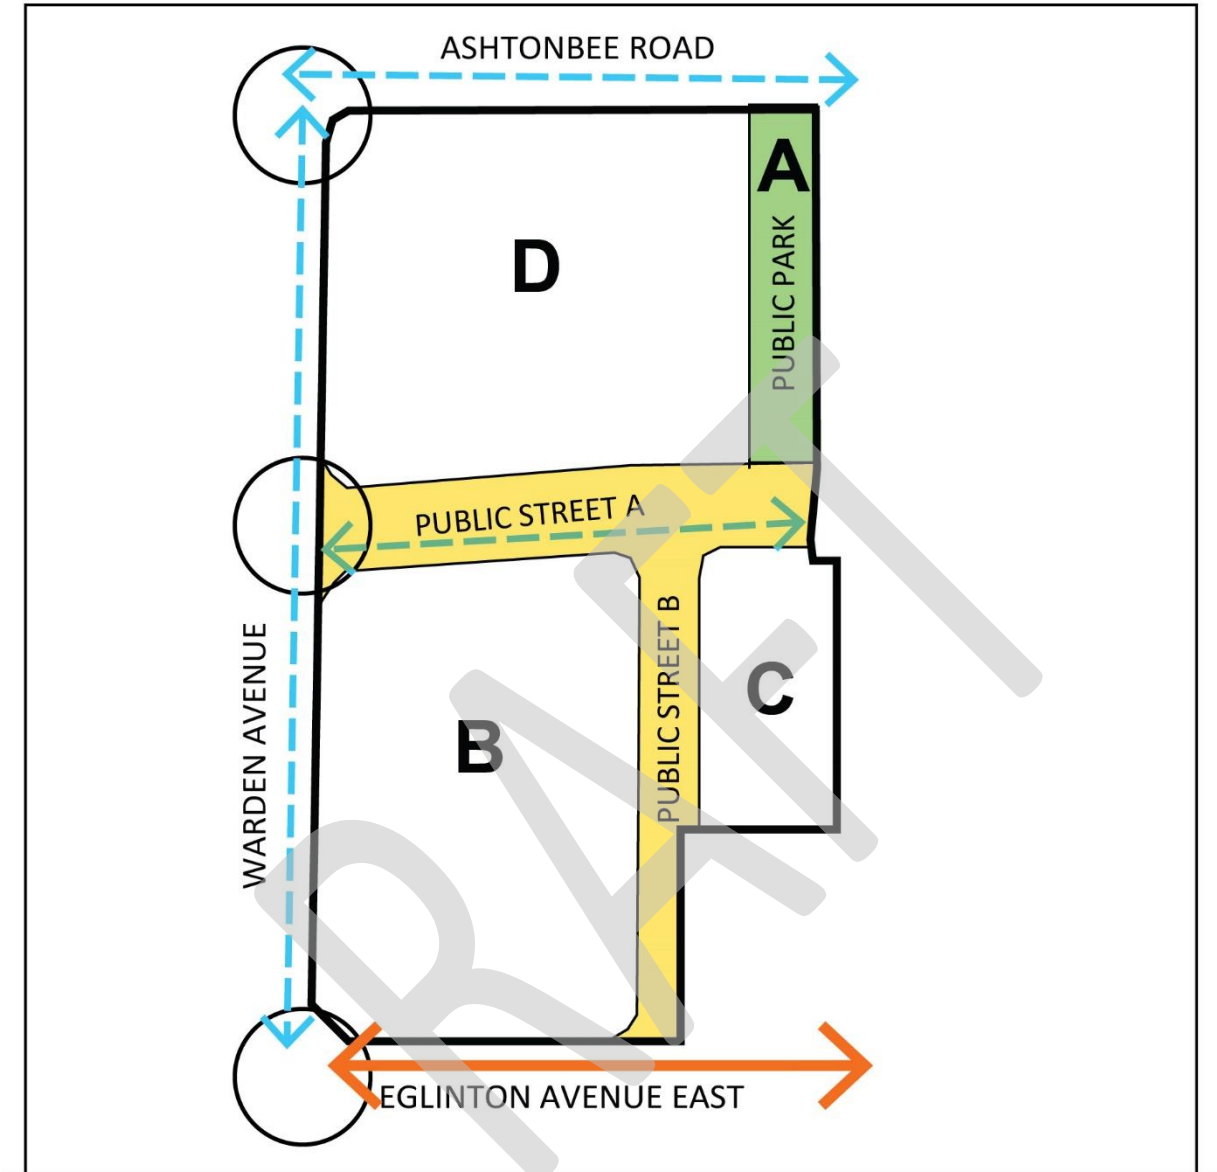 ASHTONBEE ROAD
A
PUBLIC PARK
D
PUBLIC STREET A
WARDEN AVENUE
PUBLIC STREET B
C
B
EGLINTON AVENUE EAST
RAFT